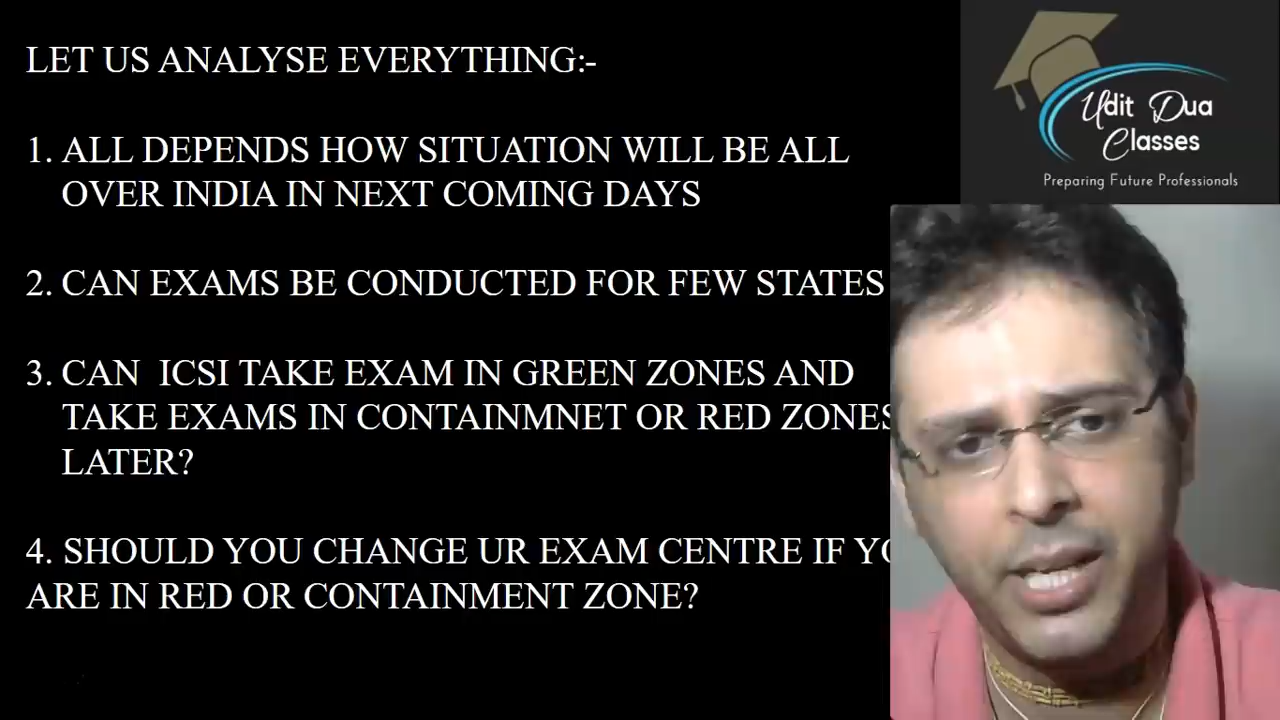 LET US ANALYSE EVERYTHING:-
1. ALL DEPENDS HOW SITUATION WILL BE ALL
OVER INDIA IN NEXT COMING DAYS
2. CAN EXAMS BE CONDUCTED FOR FEW STATES
3. CAN ICSI TAKE EXAM IN GREEN ZONES AND
TAKE EXAMS IN CONTAINMNET OR RED ZONES
LATER?
4. SHOULD YOU CHANGE UR EXAM CENTRE IF YO
ARE IN RED OR CONTAINMENT ZONE?
Udit Dua
Classes
Preparing Future Professionals